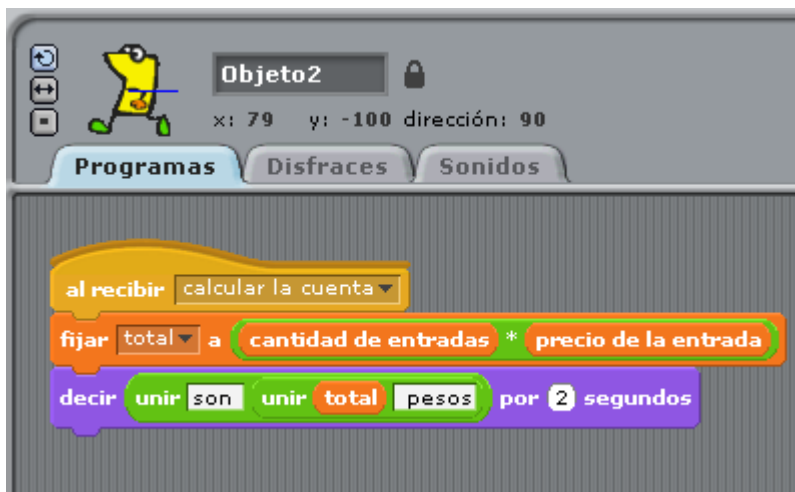 Objeto2
x: 79 y: -100 dirección: 90
Programas Disfraces Sonidos
al recibir calcular la cuenta
fijar total a cantidad de entradas * precio de la entrada
decir unir son unir total pesos por 2 segundos